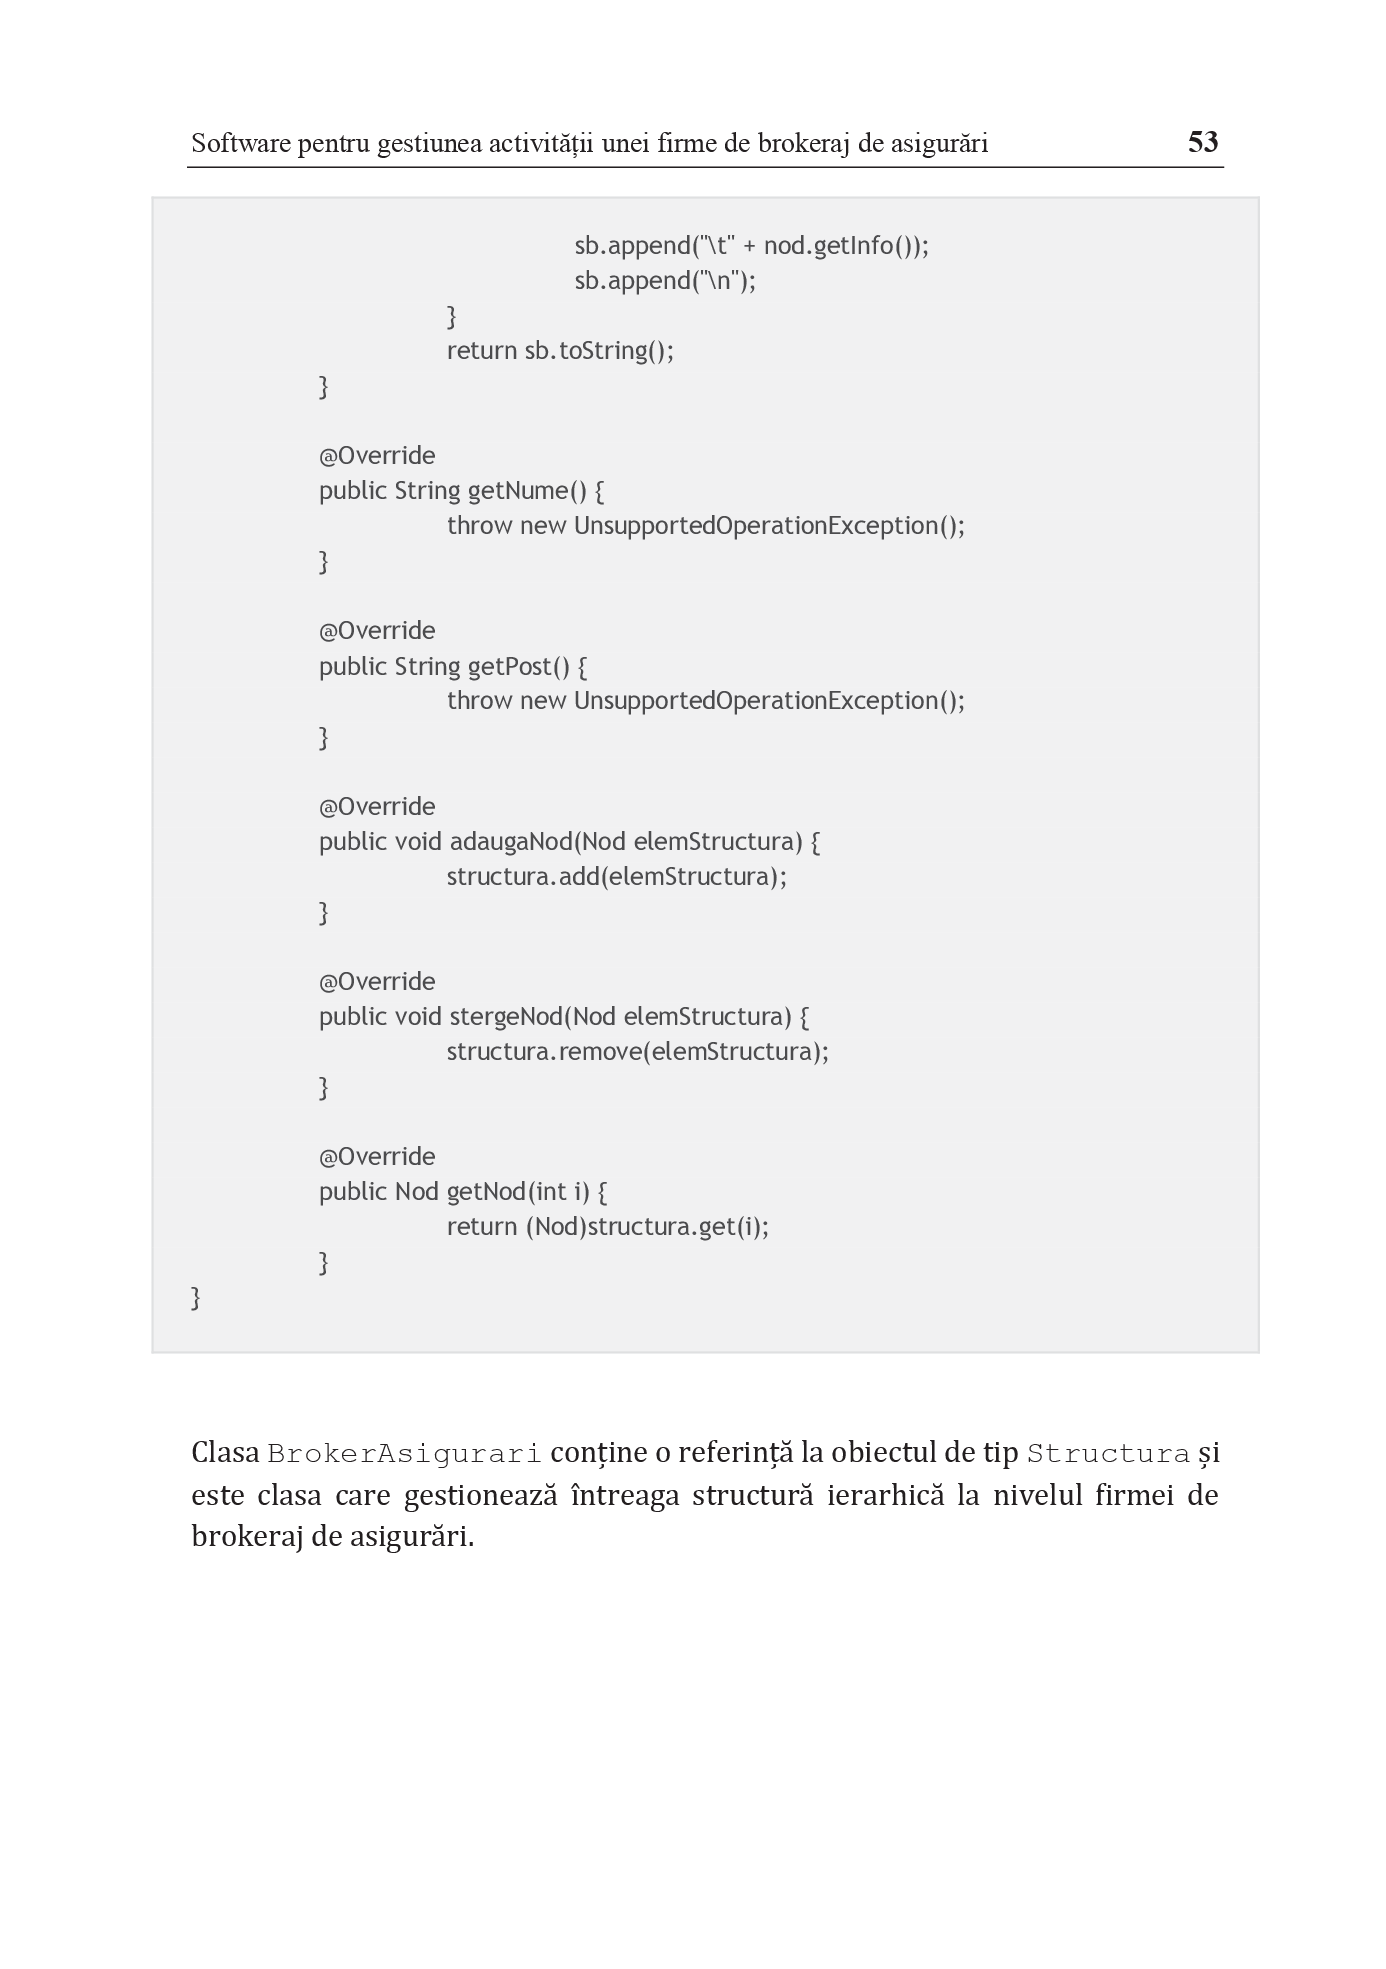 Software pentru gestiunea activității unei firme de brokeraj de asigurări 53
sb.append("\t" + nod.getInfo());
sb.append("\n");
}
return sb.toString();
}
@Override
public String getNume() {
throw new UnsupportedOperationException();
}
@Override
public String getPost() {
throw new UnsupportedOperationException();
}
@Override
public void adaugaNod(Nod elemStructura) {
structura.add(elemStructura);
}
@Override
public void stergeNod(Nod elemStructura) {
structura.remove(elemStructura);
}
@Override
public Nod getNod(int i) {
return (Nod)structura.get(i);
}
}
Clasa BrokerAsigurari conține o referință la obiectul de tip Structura și
este clasa care gestionează întreaga structură ierarhică la nivelul firmei de
brokeraj de asigurări.